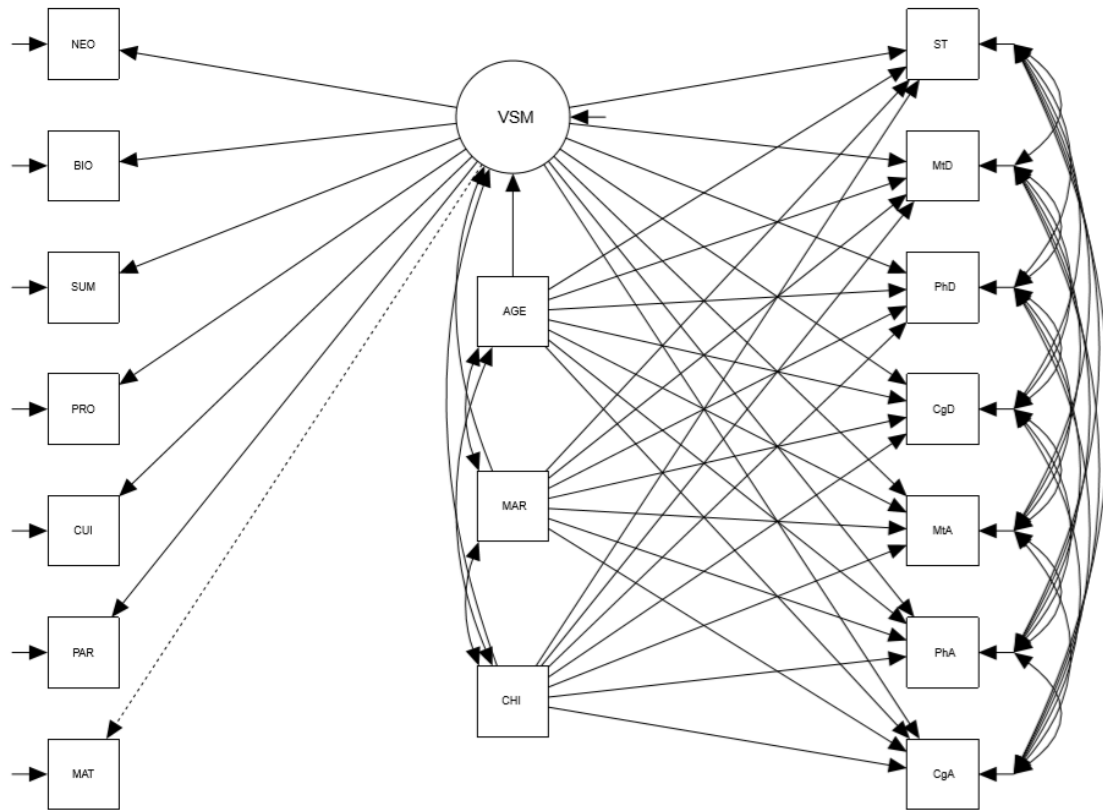 NEO
BIO
SUM
PRO
CUI
PAR
MAT
VSM
AGE
MAR
CHI
ST
MtD
PhD
CgD
MtA
PhA
CgA